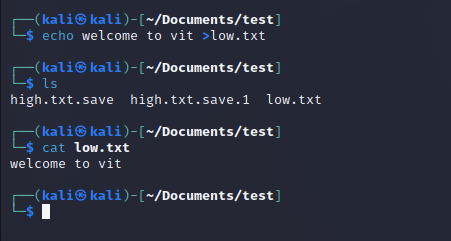 ┌──(kali㉿kali)-[~/Documents/test]
└─$ echo welcome to vit >low.txt
┌──(kali㉿kali)-[~/Documents/test]
└─$ ls
high.txt.save  high.txt.save.1  low.txt
┌──(kali㉿kali)-[~/Documents/test]
└─$ cat low.txt
welcome to vit
┌──(kali㉿kali)-[~/Documents/test]
└─$